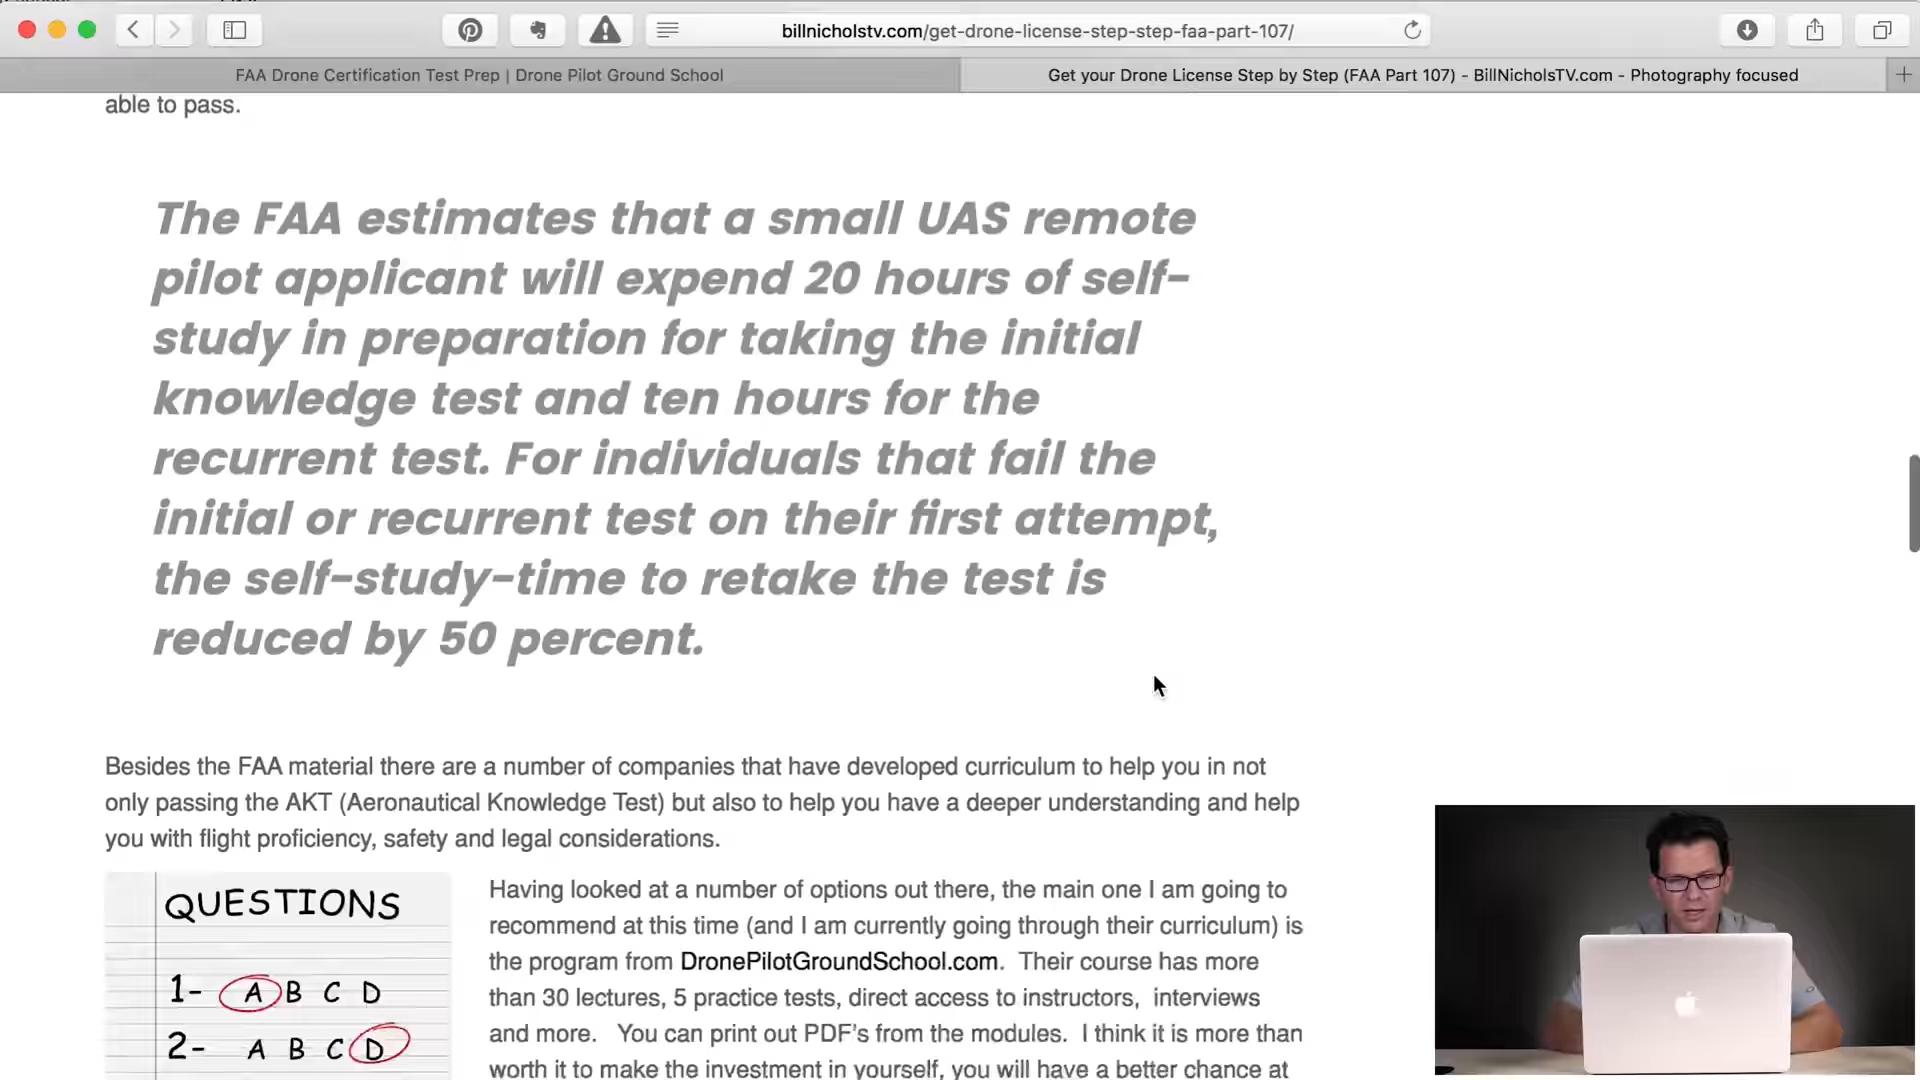 billnicholstv.com/get-drone-license-step-step-faa-part-107/
FAA Drone Certification Test Prep | Drone Pilot Ground School
Get your Drone License Step by Step (FAA Part 107) - BillNicholsTV.com - Photography focused
able to pass.
The FAA estimates that a small UAS remote
pilot applicant will expend 20 hours of self-
study in preparation for taking the initial
knowledge test and ten hours for the
recurrent test. For individuals that fail the
initial or recurrent test on their first attempt,
the self-study-time to retake the test is
reduced by 50 percent.
Besides the FAA material there are a number of companies that have developed curriculum to help you in not
only passing the AKT (Aeronautical Knowledge Test) but also to help you have a deeper understanding and help
you with flight proficiency, safety and legal considerations.
QUESTIONS
1- A B C D
2- A B C D
Having looked at a number of options out there, the main one I am going to
recommend at this time (and I am currently going through their curriculum) is
the program from DronePilotGroundSchool.com. Their course has more
than 30 lectures, 5 practice tests, direct access to instructors, interviews
and more. You can print out PDF's from the modules. I think it is more than
worth it to make the investment in yourself, you will have a better chance at